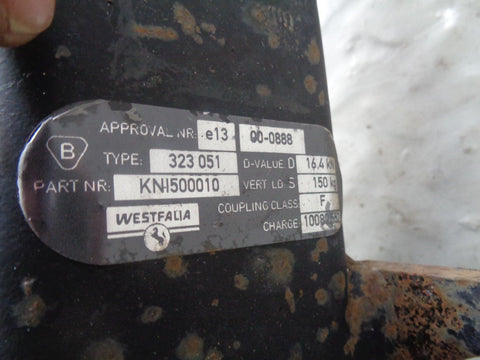 APPROVAL NR: e13 00-0888
B TYPE: 323 051 D-VALUE D 16,4 kN
PART NR: KNI500010 VERT LD. S 150 kg
WESTFALIA COUPLING CLASS: F
CHARGE: